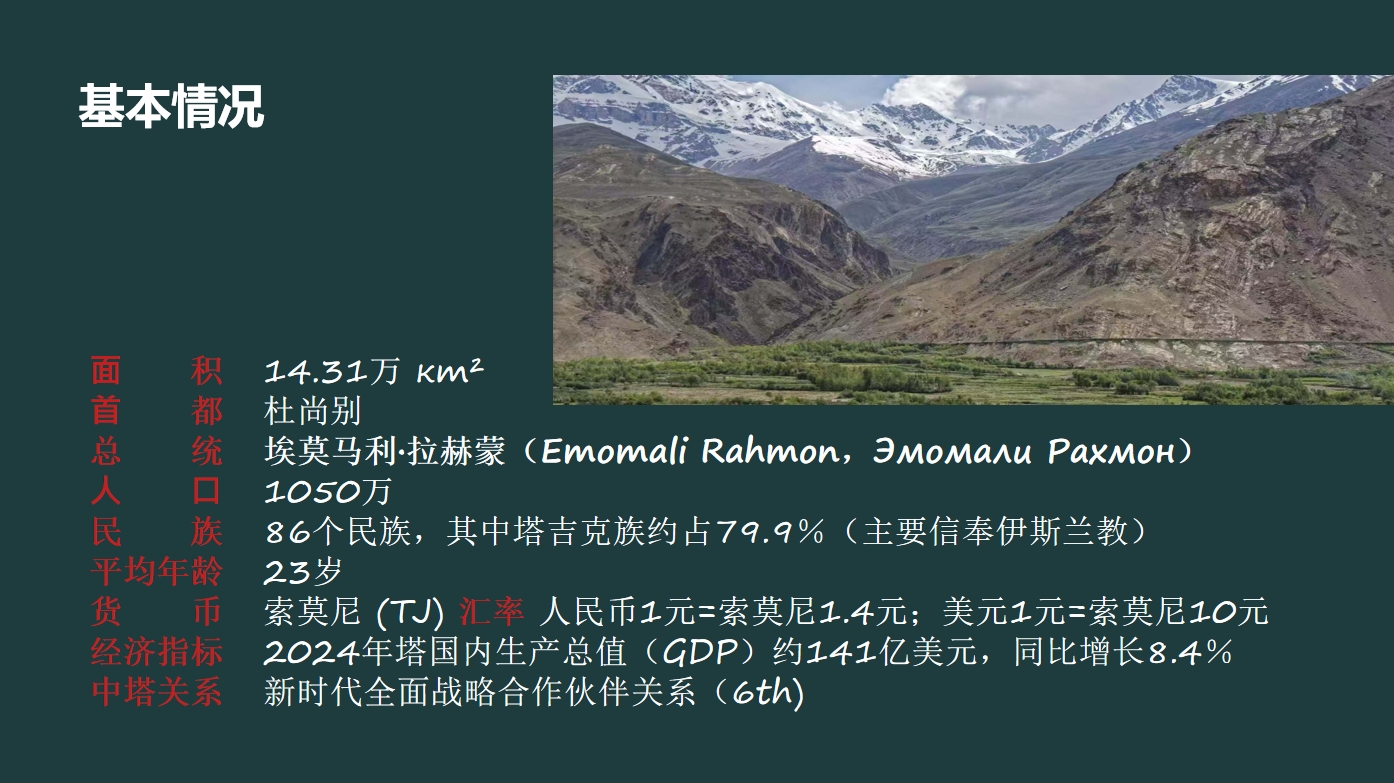 基本情况
面 积 14.31万 км²
首 都 杜尚别
总 统 埃莫马利·拉赫蒙（Emomali Rahmon，Эмомали Рахмон）
人 口 1050万
民 族 86个民族，其中塔吉克族约占79.9%（主要信奉伊斯兰教）
平均年龄 23岁
货 币 索莫尼 (TJ) 汇率 人民币1元=索莫尼1.4元；美元1元=索莫尼10元
经济指标 2024年塔国内生产总值（GDP）约141亿美元，同比增长8.4%
中塔关系 新时代全面战略合作伙伴关系（6th)